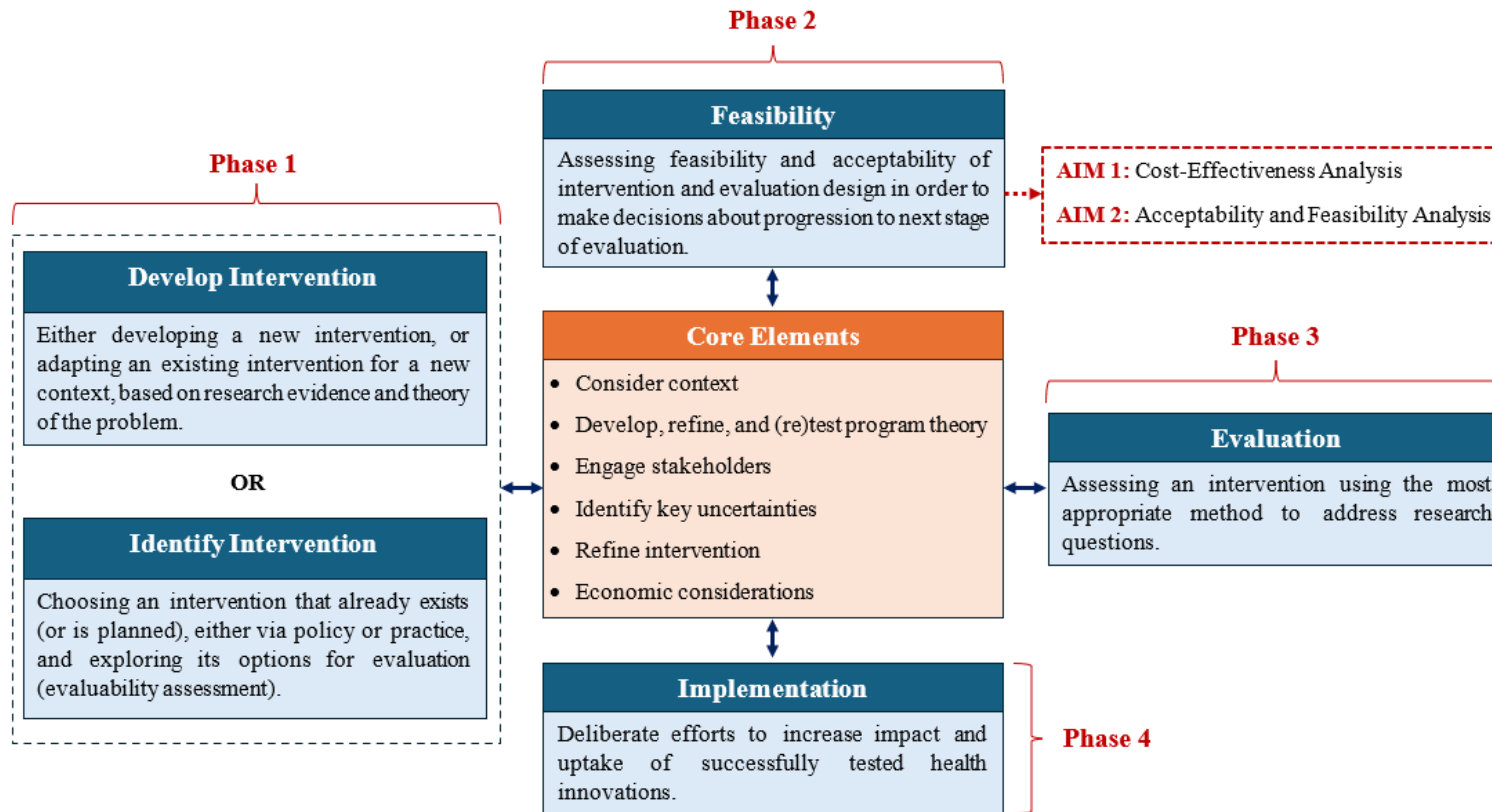 Phase 2
Feasibility
Assessing feasibility and acceptability of
intervention and evaluation design in order to
make decisions about progression to next stage
of evaluation.
AIM 1: Cost-Effectiveness Analysis
AIM 2: Acceptability and Feasibility Analysis
Phase 1
Develop Intervention
Either developing a new intervention, or
adapting an existing intervention for a new
context, based on research evidence and theory
of the problem.
OR
Identify Intervention
Choosing an intervention that already exists
(or is planned), either via policy or practice,
and exploring its options for evaluation
(evaluability assessment).
Core Elements
• Consider context
• Develop, refine, and (re)test program theory
• Engage stakeholders
• Identify key uncertainties
• Refine intervention
• Economic considerations
Phase 3
Evaluation
Assessing an intervention using the most
appropriate method to address research
questions.
Implementation
Deliberate efforts to increase impact and
uptake of successfully tested health
innovations.
Phase 4